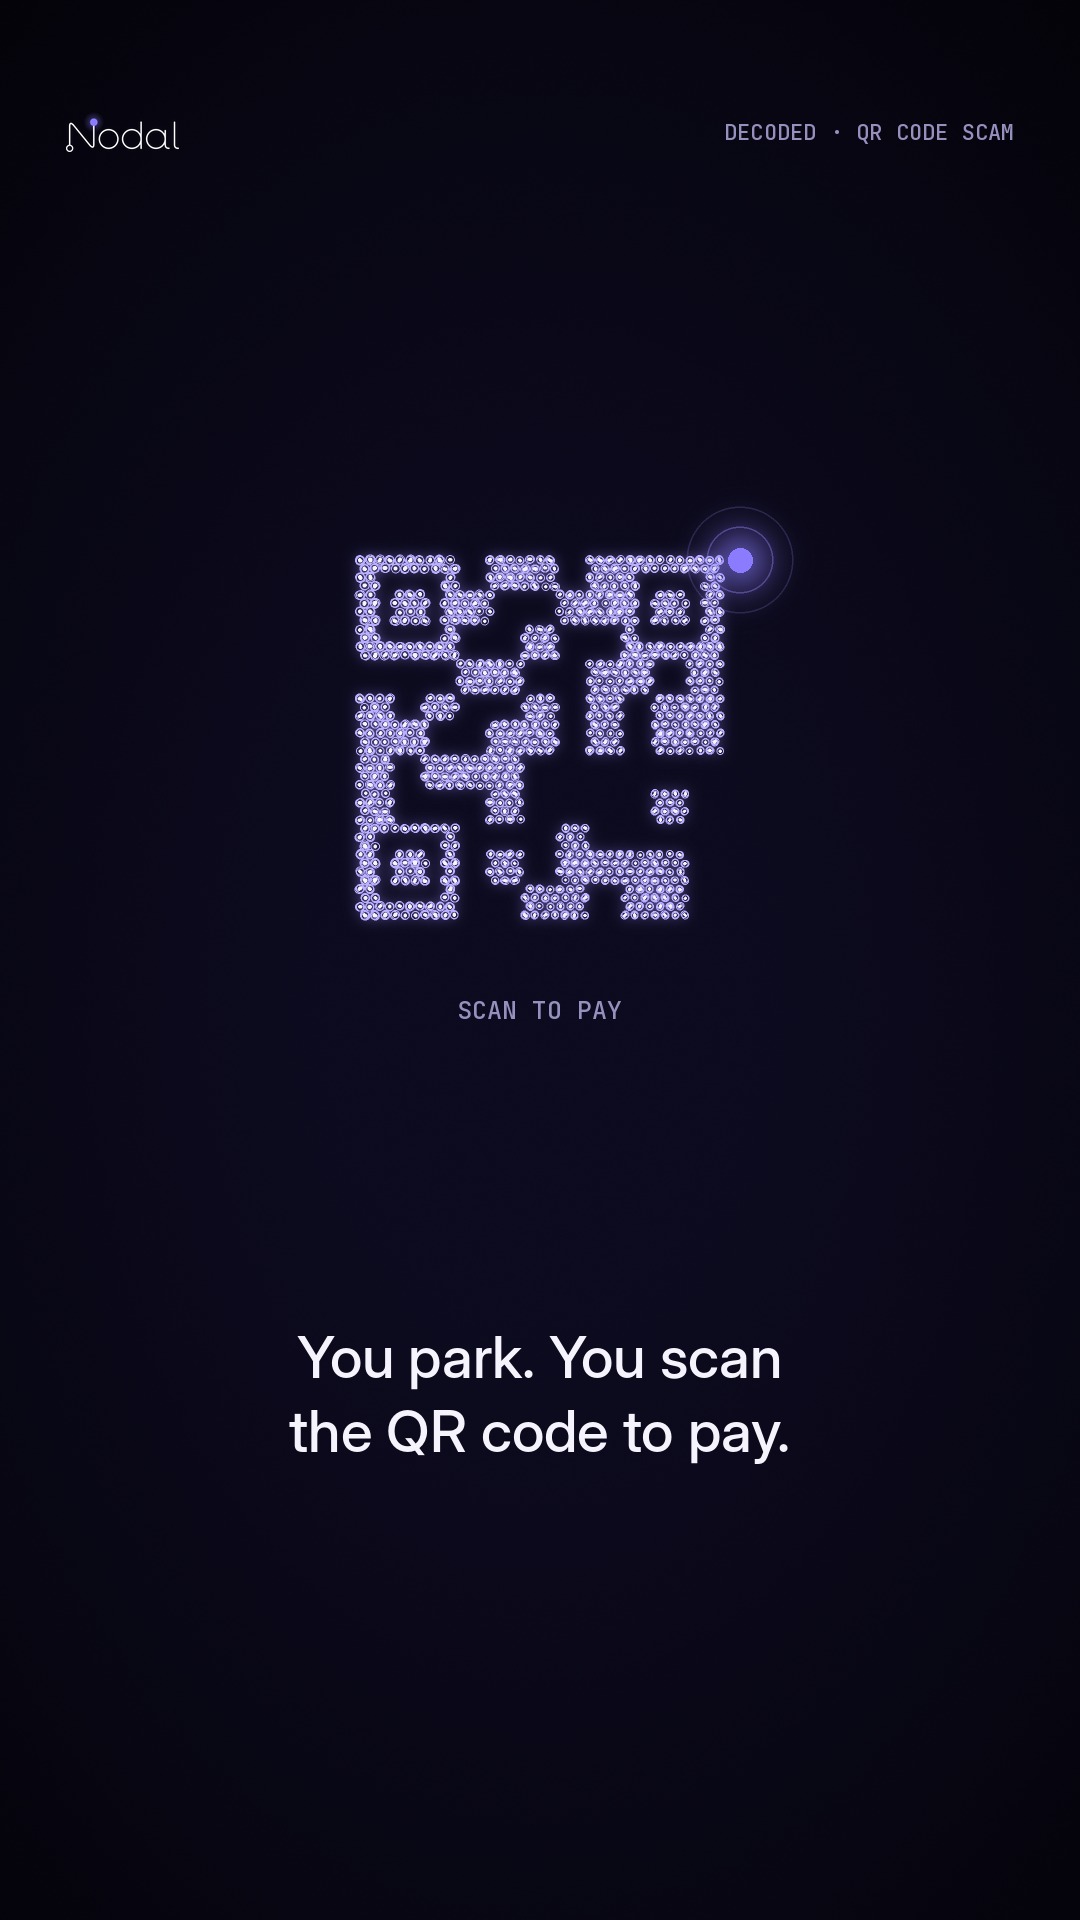 Nodal
DECODED · QR CODE SCAM
SCAN TO PAY
You park. You scan
the QR code to pay.